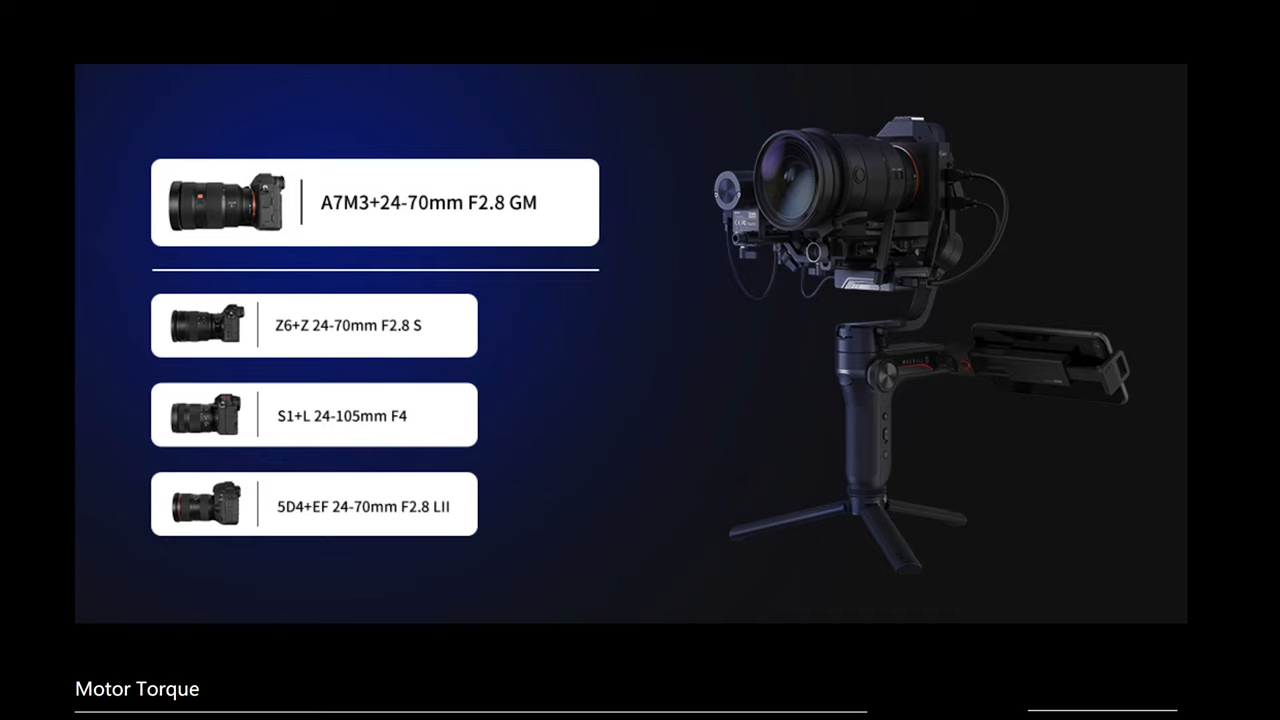 A7M3+24-70mm F2.8 GM
Z6+Z 24-70mm F2.8 S
S1+L 24-105mm F4
5D4+EF 24-70mm F2.8 LII
Motor Torque